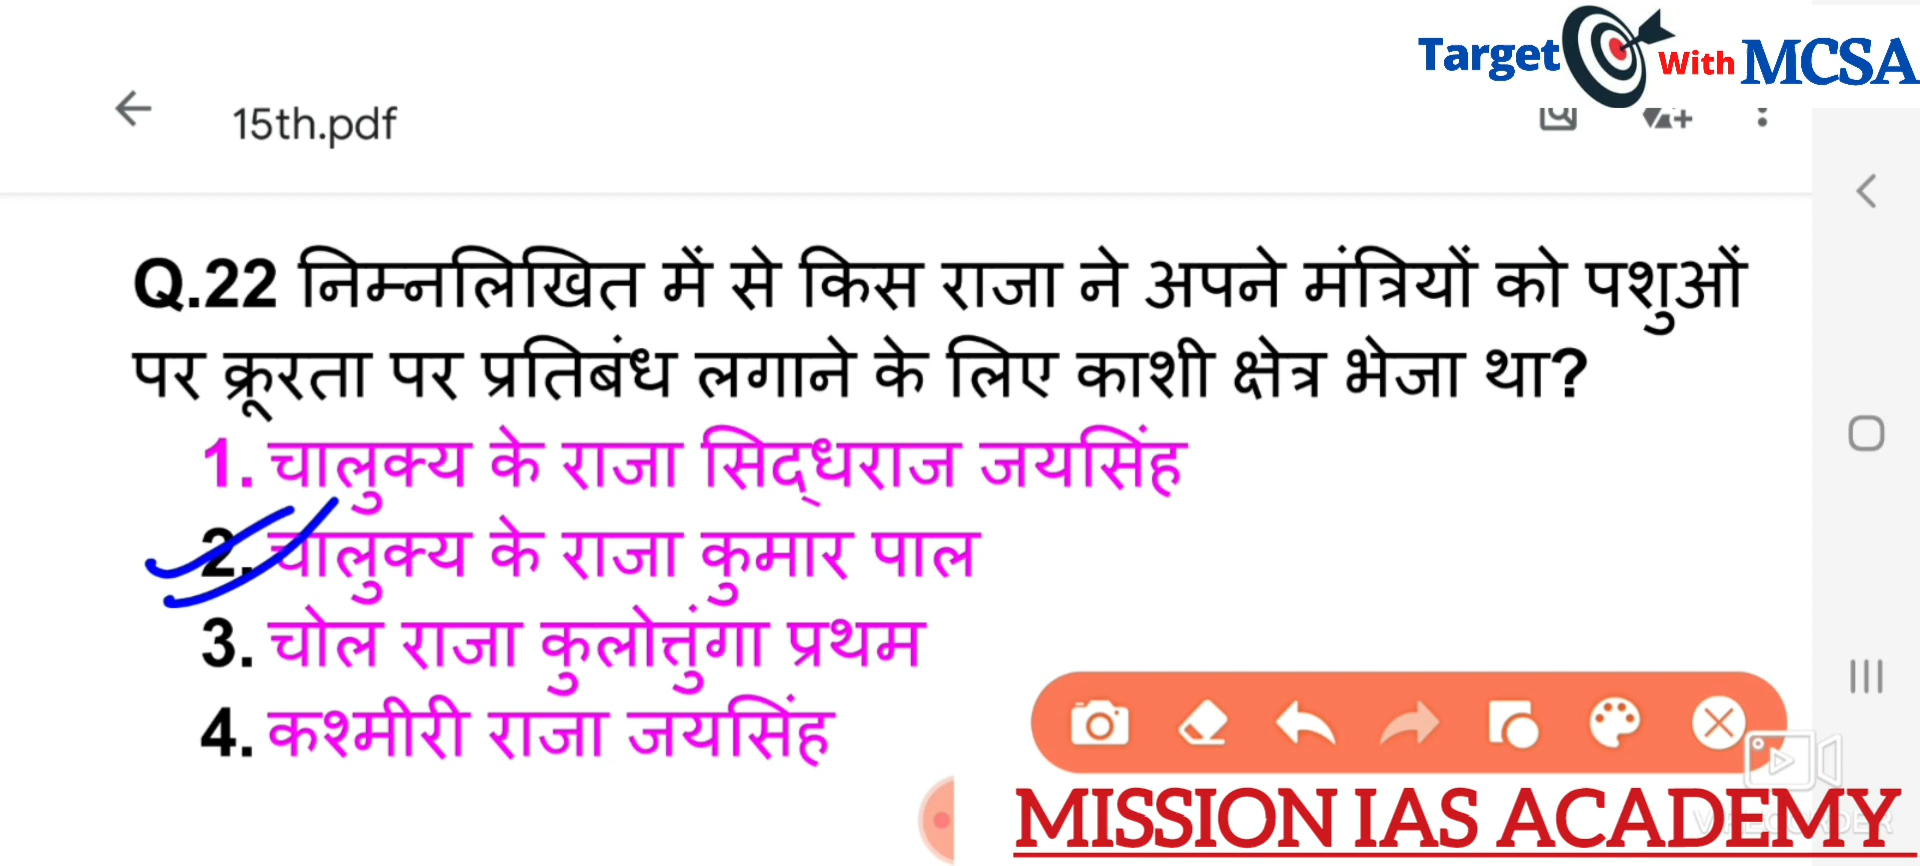 Target With MCSA
15th.pdf
Q.22 निम्नलिखित में से किस राजा ने अपने मंत्रियों को पशुओं
पर क्रूरता पर प्रतिबंध लगाने के लिए काशी क्षेत्र भेजा था?
1. चालुक्य के राजा सिद्धराज जयसिंह
2. चालुक्य के राजा कुमार पाल
3. चोल राजा कुलोत्तुंगा प्रथम
4. कश्मीरी राजा जयसिंह
MISSION IAS ACADEMY